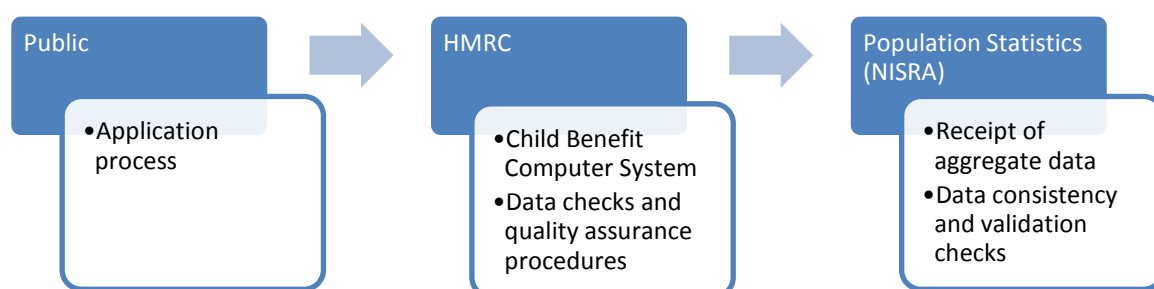 Public
•Application
process
HMRC
•Child Benefit
Computer System
•Data checks and
quality assurance
procedures
Population Statistics
(NISRA)
•Receipt of
aggregate data
•Data consistency
and validation
checks